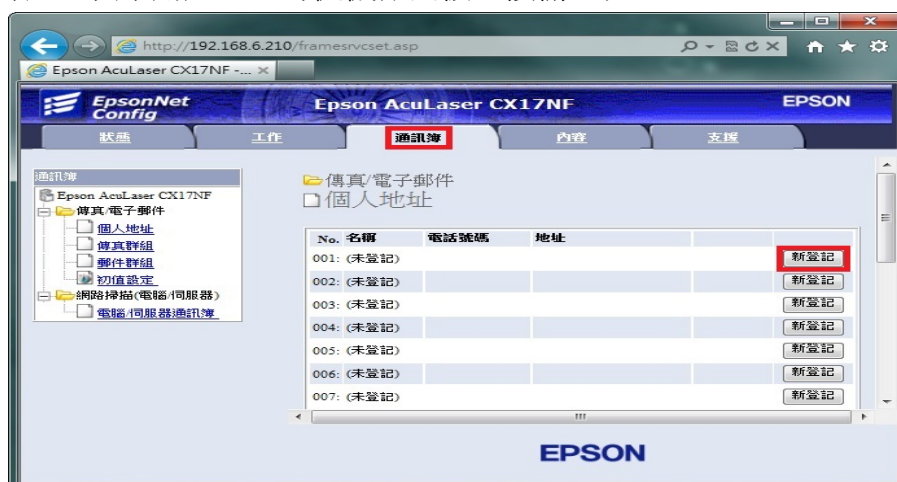 http://192.168.6.210/framesrvcset.asp
Epson AcuLaser CX17NF -...
EpsonNet Config
Epson AcuLaser CX17NF
EPSON
狀態
工作
通訊簿
內容
支援
通訊簿
Epson AcuLaser CX17NF
傳真/電子郵件
個人地址
傳真群組
郵件群組
初值設定
網路掃描(電腦/伺服器)
電腦/伺服器通訊簿
傳真/電子郵件
個人地址
No. 名稱 電話號碼 地址
001: (未登記) 新登記
002: (未登記) 新登記
003: (未登記) 新登記
004: (未登記) 新登記
005: (未登記) 新登記
006: (未登記) 新登記
007: (未登記) 新登記
EPSON